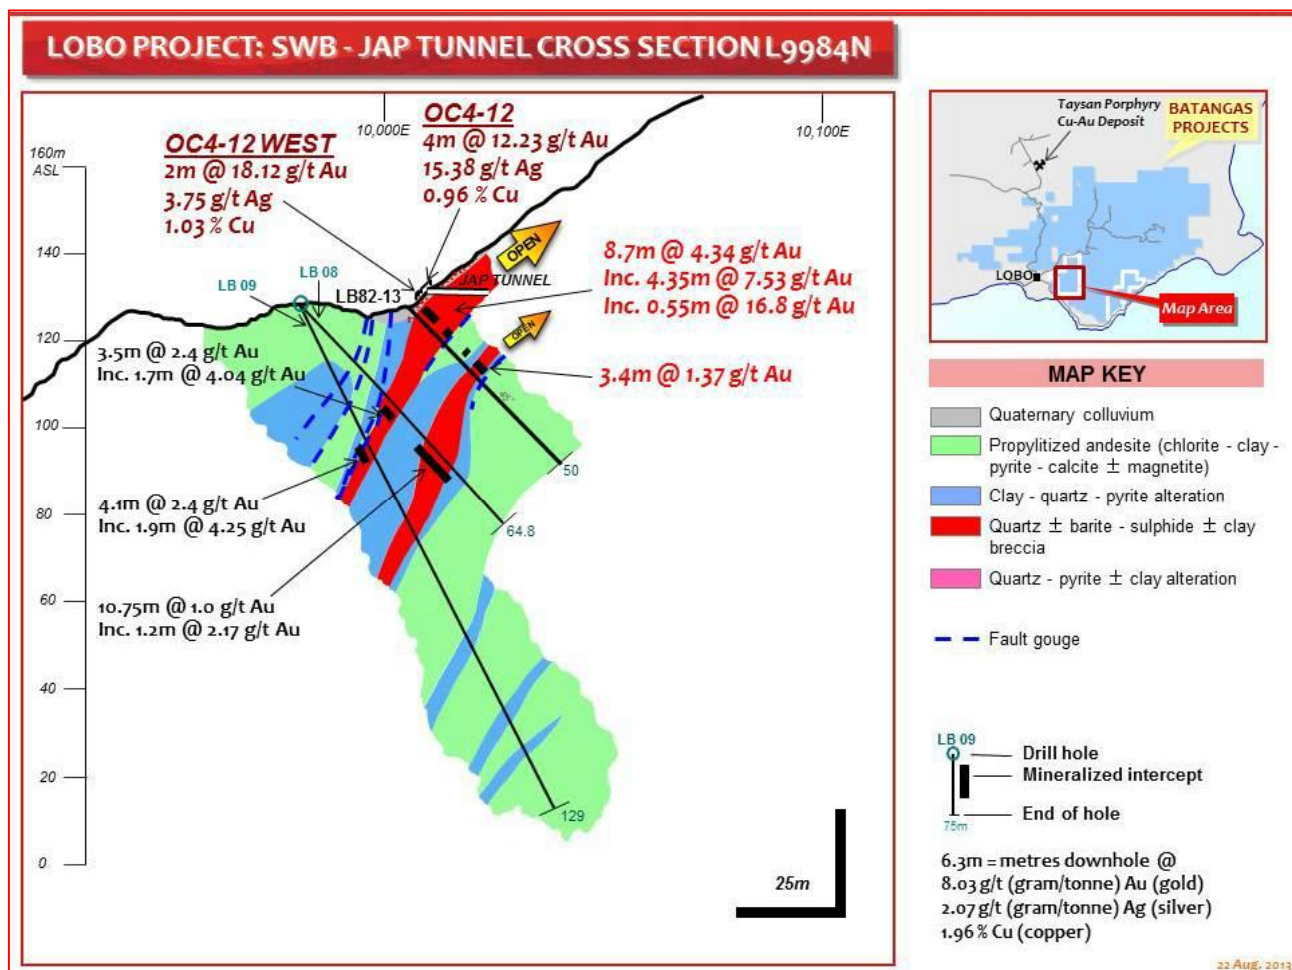 LOBO PROJECT: SWB - JAP TUNNEL CROSS SECTION L9984N
10,000E
10,100E
160m
ASL
140
120
100
80
60
40
20
0
OC4-12 WEST
2m @ 18.12 g/t Au
3.75 g/t Ag
1.03 % Cu
OC4-12
4m @ 12.23 g/t Au
15.38 g/t Ag
0.96 % Cu
OPEN
JAP TUNNEL
LB 09
LB 08
LB82-13
8.7m @ 4.34 g/t Au
Inc. 4.35m @ 7.53 g/t Au
Inc. 0.55m @ 16.8 g/t Au
OPEN
3.4m @ 1.37 g/t Au
3.5m @ 2.4 g/t Au
Inc. 1.7m @ 4.04 g/t Au
45°
50
4.1m @ 2.4 g/t Au
Inc. 1.9m @ 4.25 g/t Au
64.8
10.75m @ 1.0 g/t Au
Inc. 1.2m @ 2.17 g/t Au
129
25m
Taysan Porphyry
Cu-Au Deposit
BATANGAS
PROJECTS
LOBO
Map Area
MAP KEY
Quaternary colluvium
Propylitized andesite (chlorite - clay -
pyrite - calcite ± magnetite)
Clay - quartz - pyrite alteration
Quartz ± barite - sulphide ± clay
breccia
Quartz - pyrite ± clay alteration
Fault gouge
LB 09
Drill hole
Mineralized intercept
End of hole
75m
6.3m = metres downhole @
8.03 g/t (gram/tonne) Au (gold)
2.07 g/t (gram/tonne) Ag (silver)
1.96 % Cu (copper)
22 Aug. 2013